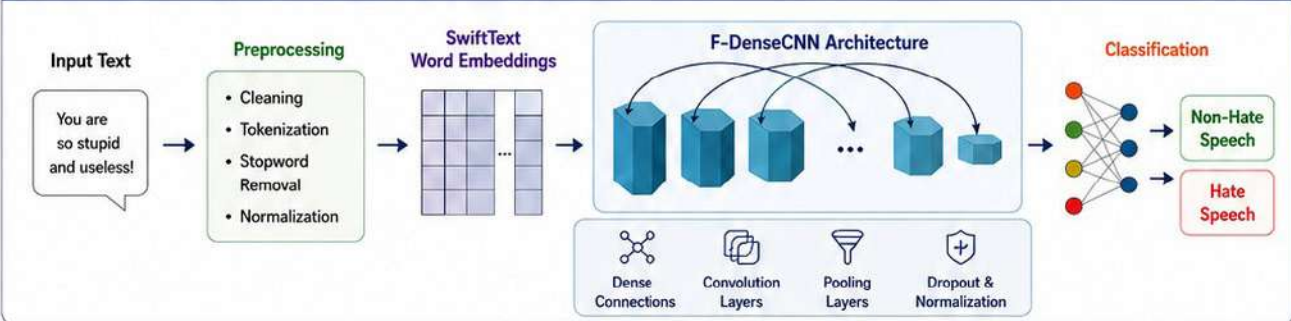 Input Text
You are
so stupid
and useless!
Preprocessing
• Cleaning
• Tokenization
• Stopword
Removal
• Normalization
SwiftText
Word Embeddings
...
F-DenseCNN Architecture
...
Dense
Connections
Convolution
Layers
Pooling
Layers
Dropout &
Normalization
Classification
Non-Hate
Speech
Hate
Speech